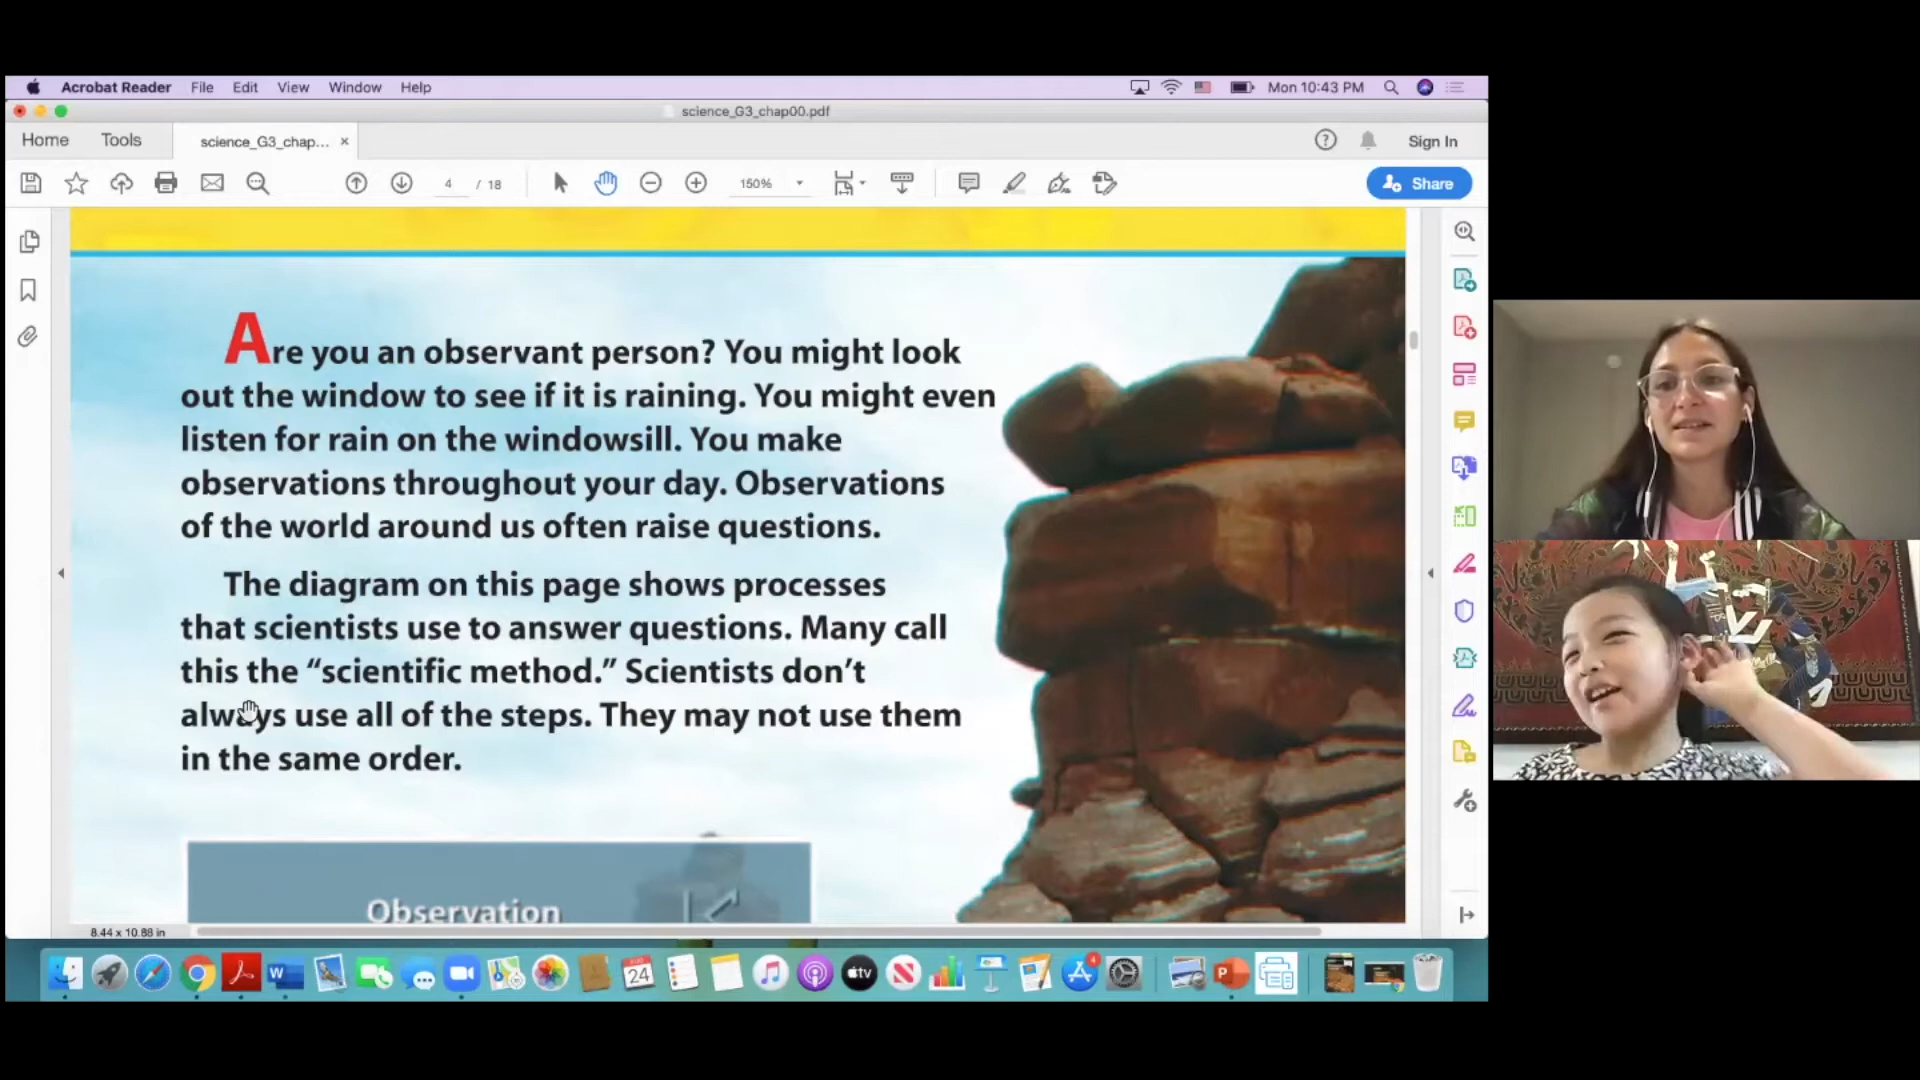 Acrobat Reader File Edit View Window Help Mon 10:43 PM
science_G3_chap00.pdf
Home Tools science_G3_chap... × Sign In
4 / 18 150% Share
Are you an observant person? You might look
out the window to see if it is raining. You might even
listen for rain on the windowsill. You make
observations throughout your day. Observations
of the world around us often raise questions.
The diagram on this page shows processes
that scientists use to answer questions. Many call
this the “scientific method.” Scientists don’t
always use all of the steps. They may not use them
in the same order.
Observation
8.44 x 10.88 in
W 24 tv 4 P